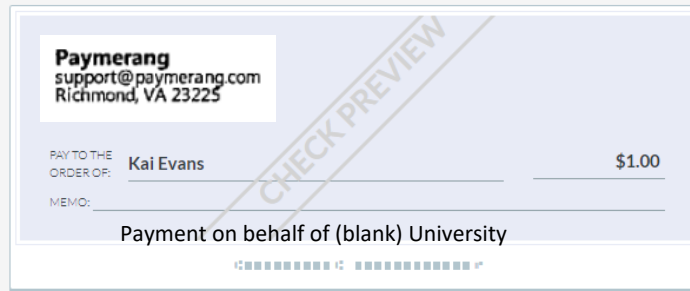 Paymerang
support@paymerang.com
Richmond, VA 23225
CHECK PREVIEW
PAY TO THE
ORDER OF:
Kai Evans
$1.00
MEMO:
Payment on behalf of (blank) University